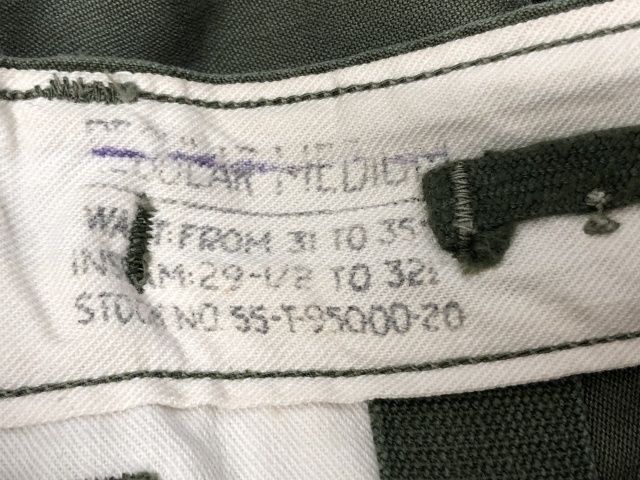 REGULAR MEDIUM
WAIST: FROM 31 TO 35
INSEAM: 29-1/2 TO 32
STOCK NO 55-T-95000-20